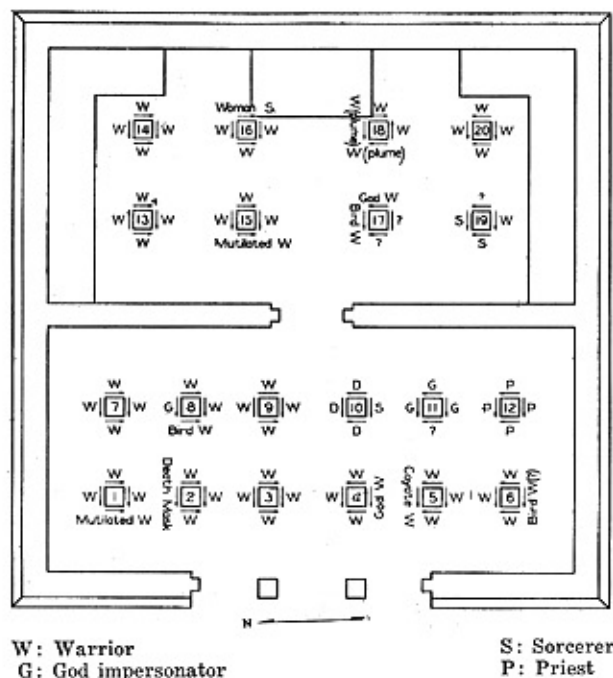 W Woman S. W W
W 14 W W 16 W W(plume) 18 W W 20 W
W W W (plume) W
W W God W ?
W 13 W W 15 W Bird W 17 ? S 19 W
W Mutilated W ? S
W W W D G P
W 7 W G 8 W W 9 W D 10 S G 11 G P 12 P
W Bird W W D ? P
W W W W W W
W 1 W Death Mask 2 W W 3 W W 4 God W Coyote W 5 W W 6 Bird W(?)
Mutilated W W W W W W
N
W: Warrior S: Sorcerer
G: God impersonator P: Priest